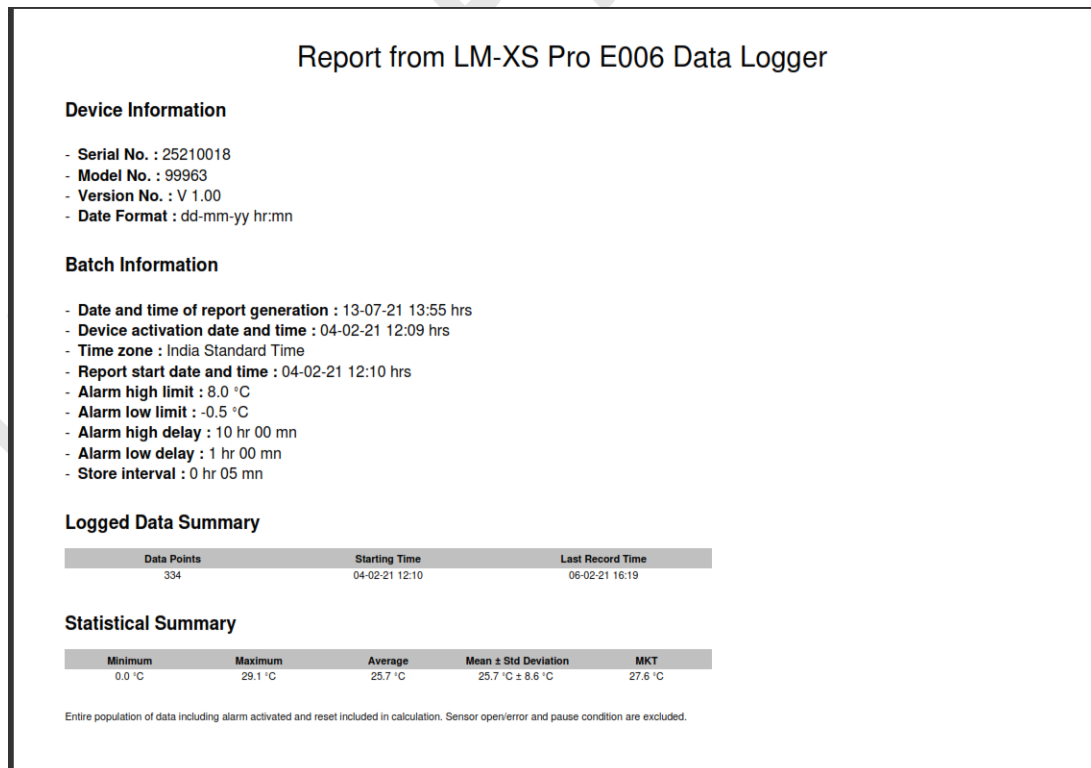 Report from LM-XS Pro E006 Data Logger
Device Information
- Serial No. : 25210018
- Model No. : 99963
- Version No. : V 1.00
- Date Format : dd-mm-yy hr:mn
Batch Information
- Date and time of report generation : 13-07-21 13:55 hrs
- Device activation date and time : 04-02-21 12:09 hrs
- Time zone : India Standard Time
- Report start date and time : 04-02-21 12:10 hrs
- Alarm high limit : 8.0 °C
- Alarm low limit : -0.5 °C
- Alarm high delay : 10 hr 00 mn
- Alarm low delay : 1 hr 00 mn
- Store interval : 0 hr 05 mn
Logged Data Summary
Data Points Starting Time Last Record Time
334 04-02-21 12:10 06-02-21 16:19
Statistical Summary
Minimum Maximum Average Mean ± Std Deviation MKT
0.0 °C 29.1 °C 25.7 °C 25.7 °C ± 8.6 °C 27.6 °C
Entire population of data including alarm activated and reset included in calculation. Sensor open/error and pause condition are excluded.